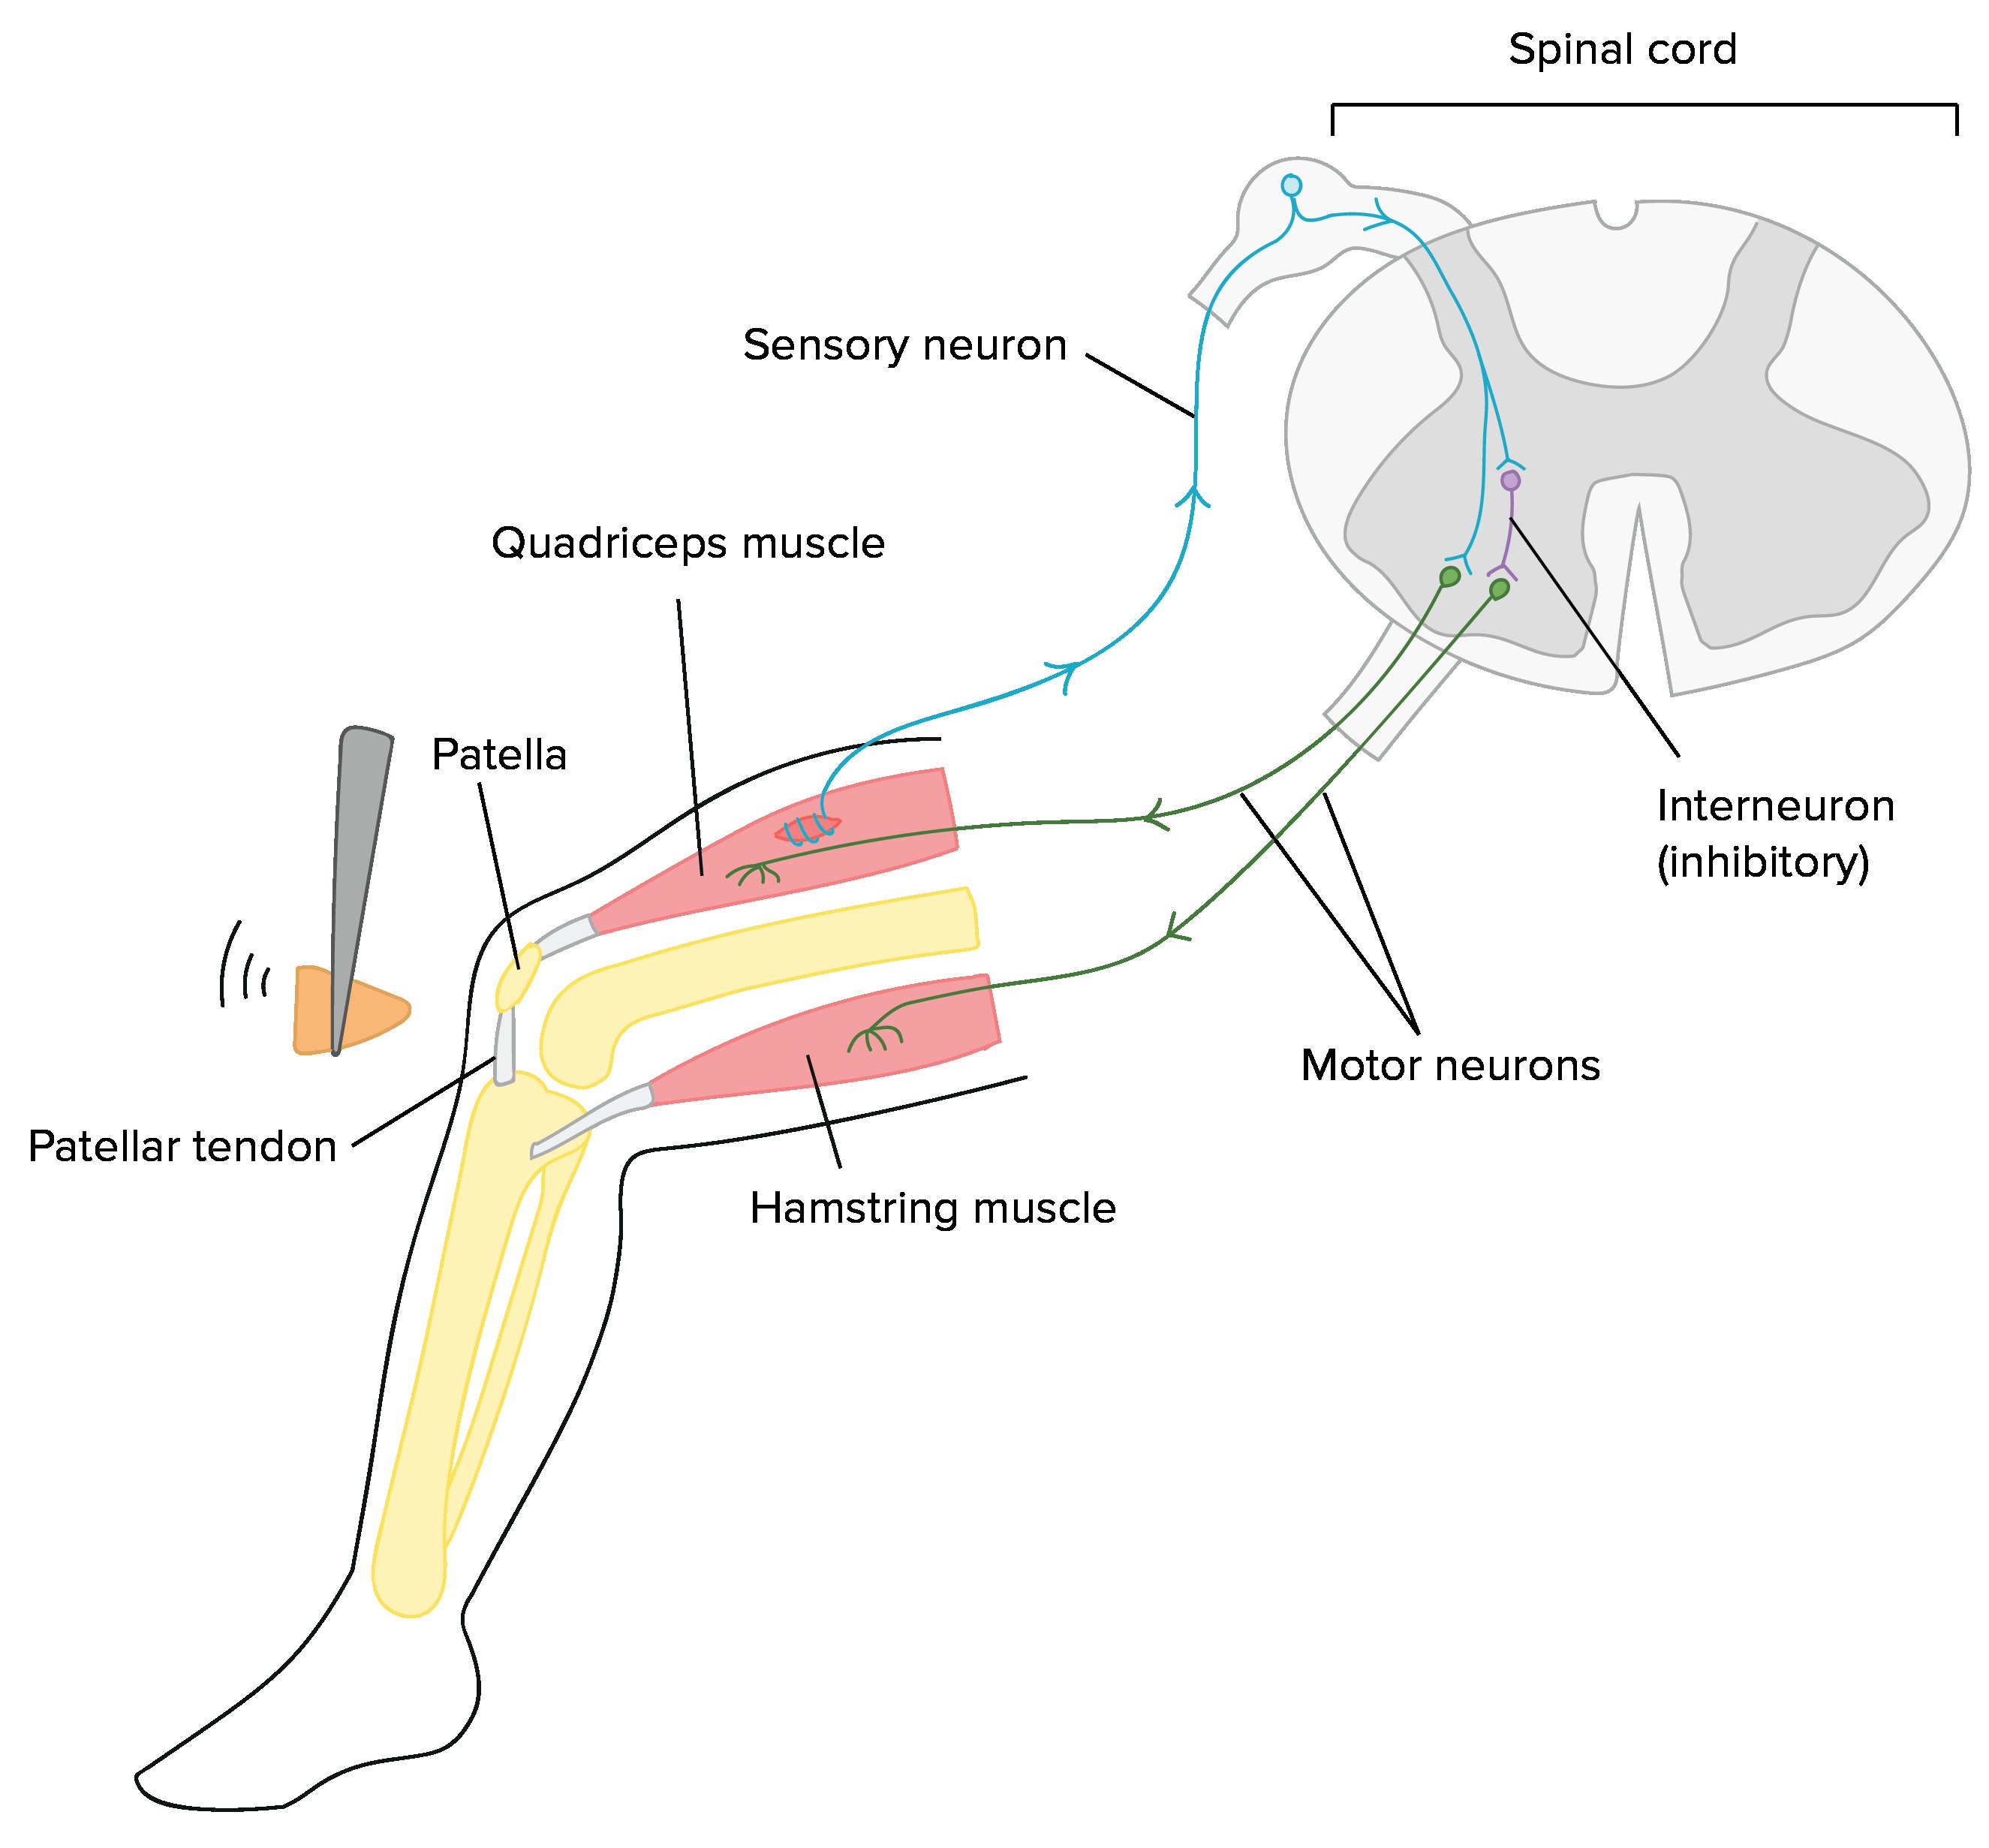 Spinal cord
Sensory neuron
Quadriceps muscle
Patella
Interneuron
(inhibitory)
Motor neurons
Patellar tendon
Hamstring muscle